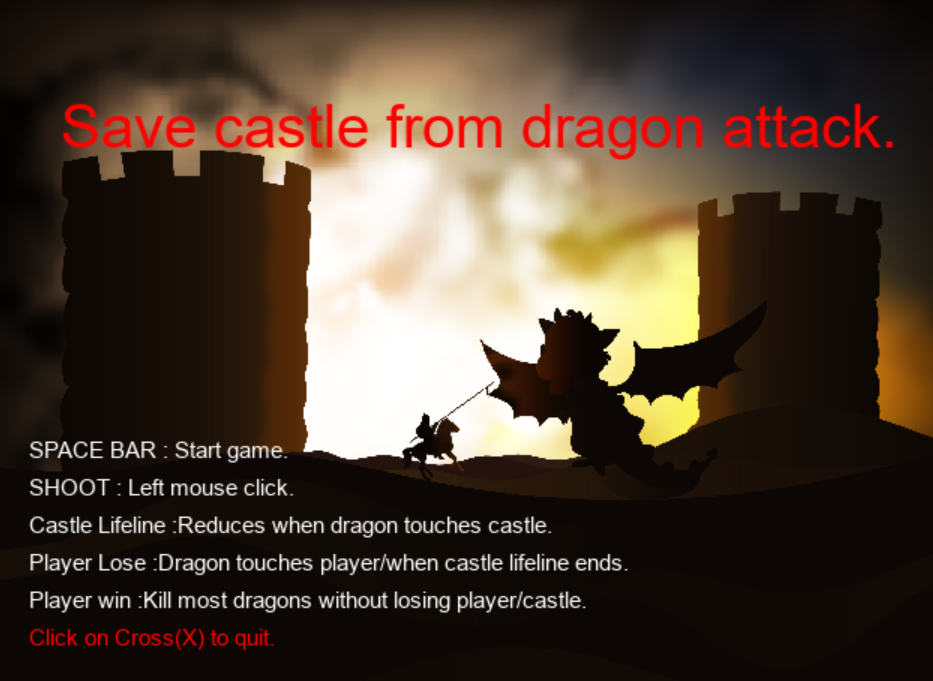 Save castle from dragon attack.
SPACE BAR : Start game.
SHOOT : Left mouse click.
Castle Lifeline :Reduces when dragon touches castle.
Player Lose :Dragon touches player/when castle lifeline ends.
Player win :Kill most dragons without losing player/castle.
Click on Cross(X) to quit.